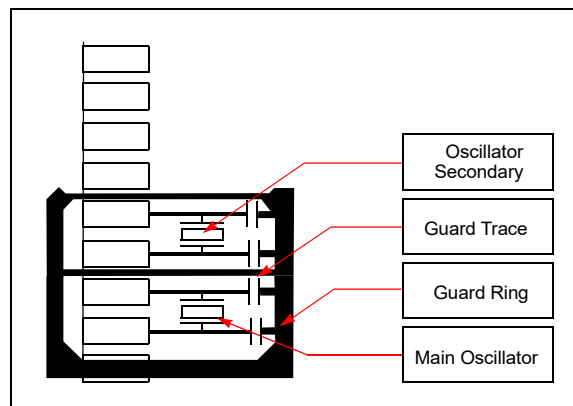 Oscillator
Secondary
Guard Trace
Guard Ring
Main Oscillator